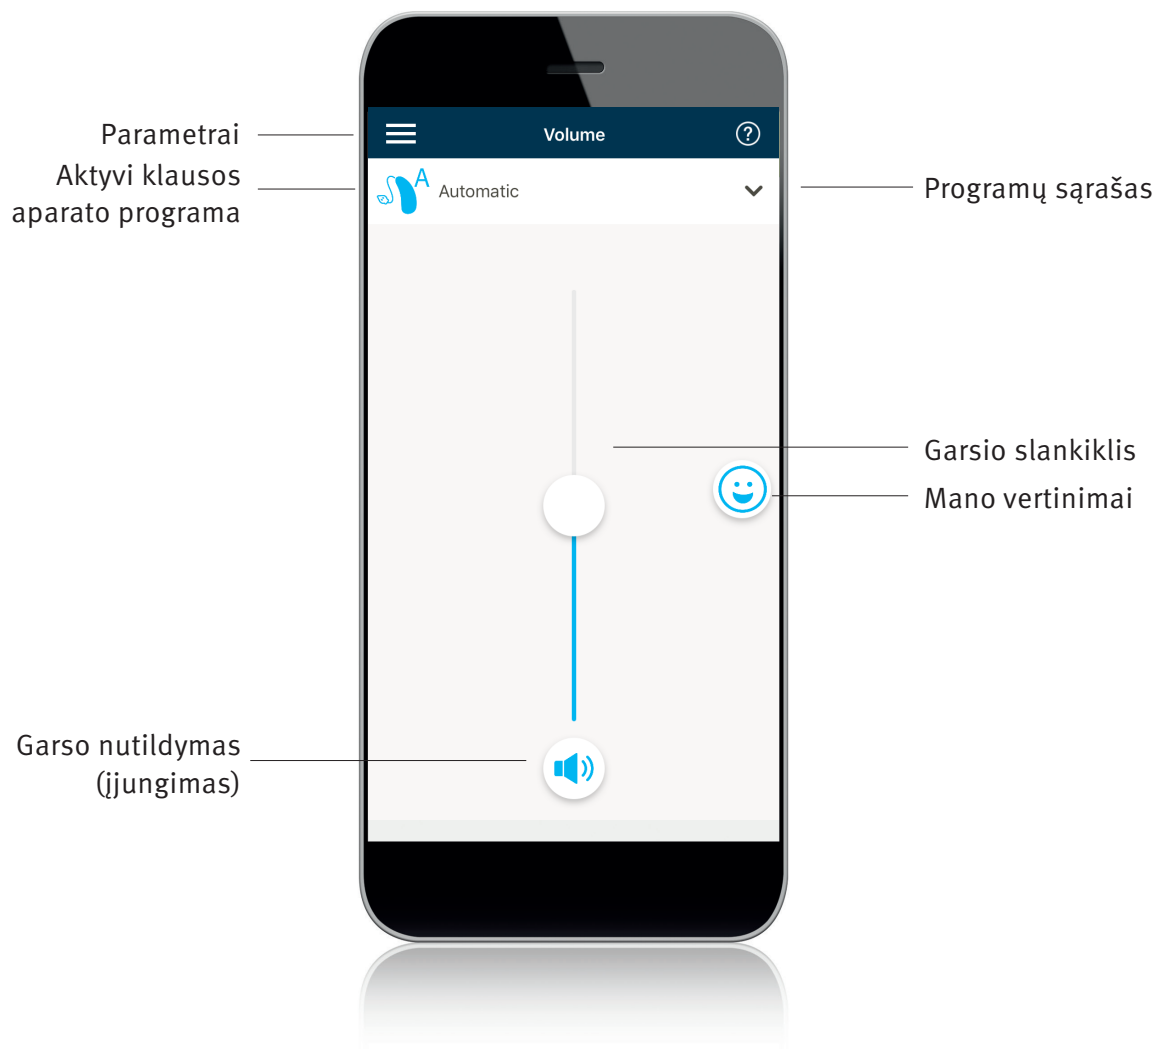 Parametrai
Aktyvi klausos
aparato programa
Volume
?
A
Automatic
Programų sąrašas
Garsio slankiklis
Mano vertinimai
Garso nutildymas
(įjungimas)